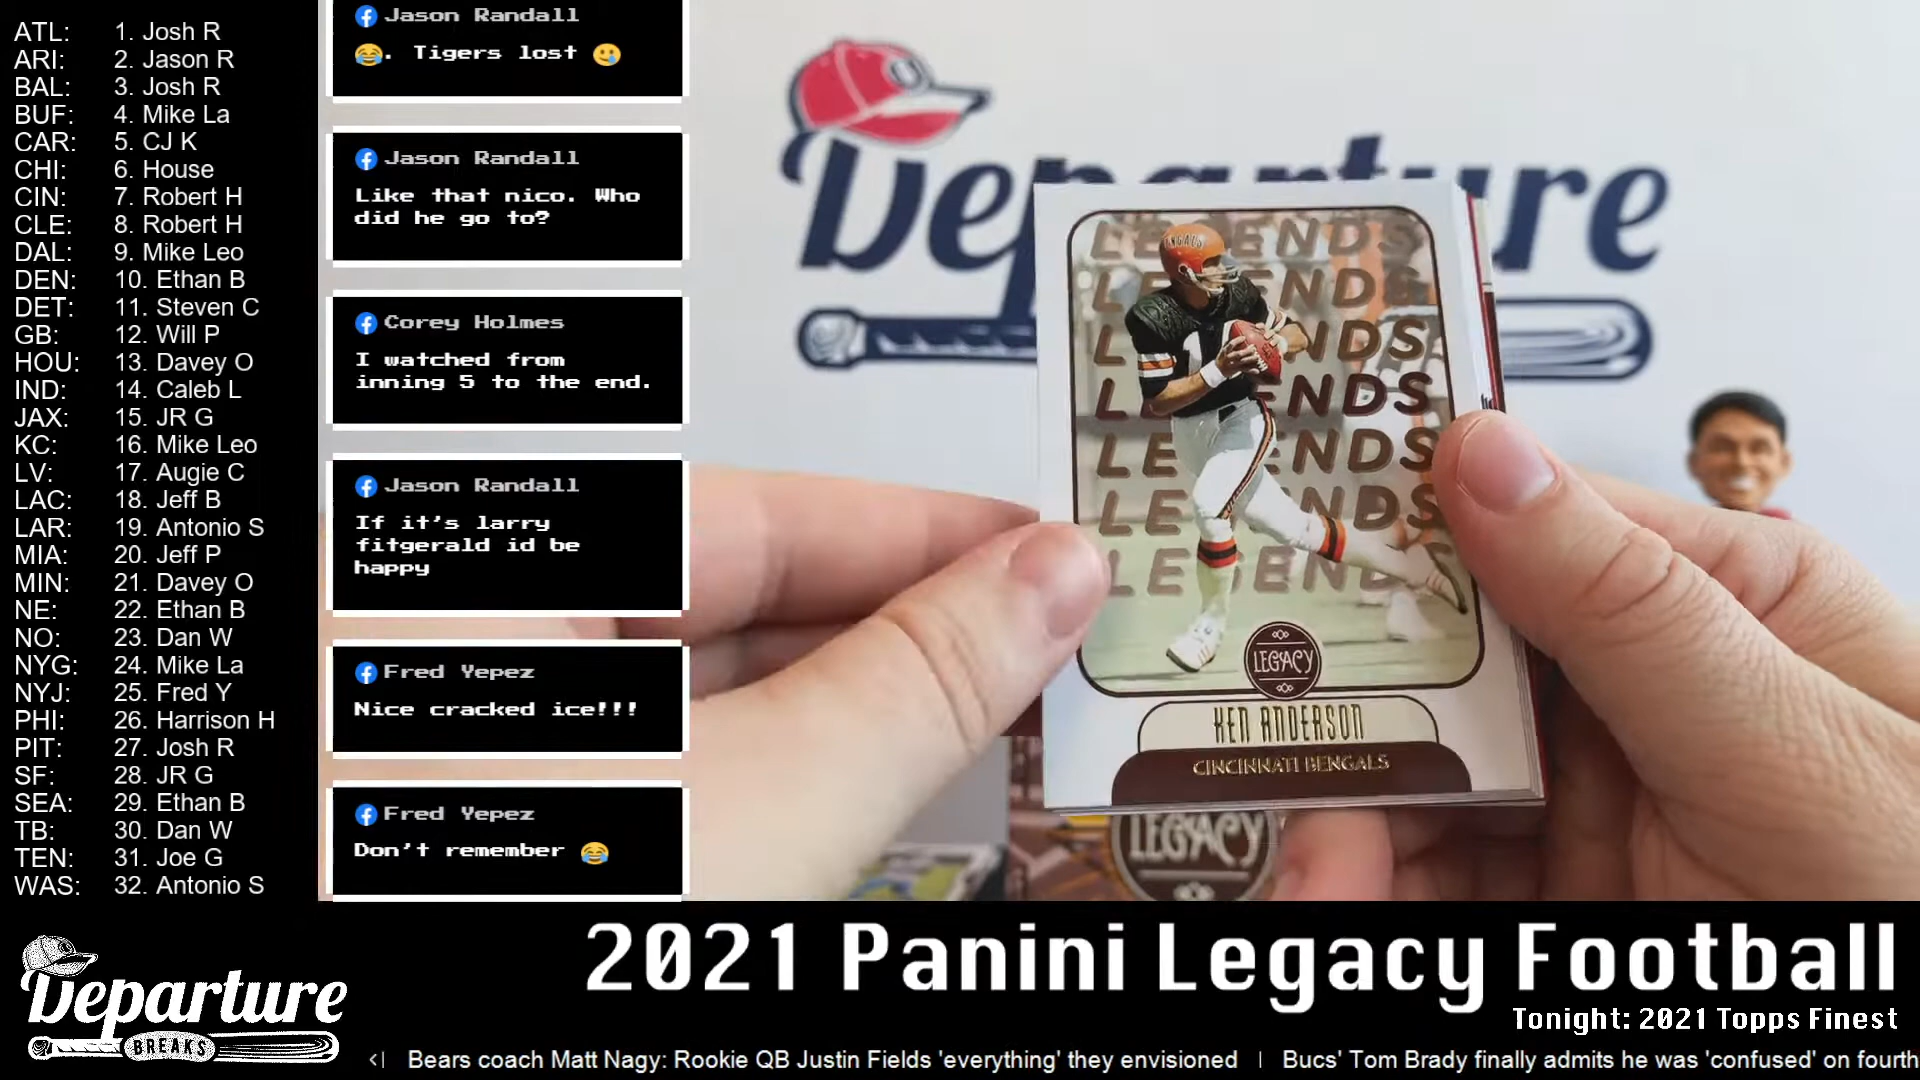 ATL: 1. Josh R
ARI: 2. Jason R
BAL: 3. Josh R
BUF: 4. Mike La
CAR: 5. CJ K
CHI: 6. House
CIN: 7. Robert H
CLE: 8. Robert H
DAL: 9. Mike Leo
DEN: 10. Ethan B
DET: 11. Steven C
GB: 12. Will P
HOU: 13. Davey O
IND: 14. Caleb L
JAX: 15. JR G
KC: 16. Mike Leo
LV: 17. Augie C
LAC: 18. Jeff B
LAR: 19. Antonio S
MIA: 20. Jeff P
MIN: 21. Davey O
NE: 22. Ethan B
NO: 23. Dan W
NYG: 24. Mike La
NYJ: 25. Fred Y
PHI: 26. Harrison H
PIT: 27. Josh R
SF: 28. JR G
SEA: 29. Ethan B
TB: 30. Dan W
TEN: 31. Joe G
WAS: 32. Antonio S
Jason Randall
😂. Tigers lost 🥲
Jason Randall
Like that nico. Who
did he go to?
Corey Holmes
I watched from
inning 5 to the end.
Jason Randall
If it's larry
fitgerald id be
happy
Fred Yepez
Nice cracked ice!!!
Fred Yepez
Don't remember 😂
Departure
LEGENDS
LEGENDS
LEGENDS
LEGENDS
LEGENDS
LEGENDS
LEGENDS
BENGALS
LEGACY
KEN ANDERSON
CINCINNATI BENGALS
LEGACY
Departure
BREAKS
2021 Panini Legacy Football
Tonight: 2021 Topps Finest
<| Bears coach Matt Nagy: Rookie QB Justin Fields 'everything' they envisioned | Bucs' Tom Brady finally admits he was 'confused' on fourth